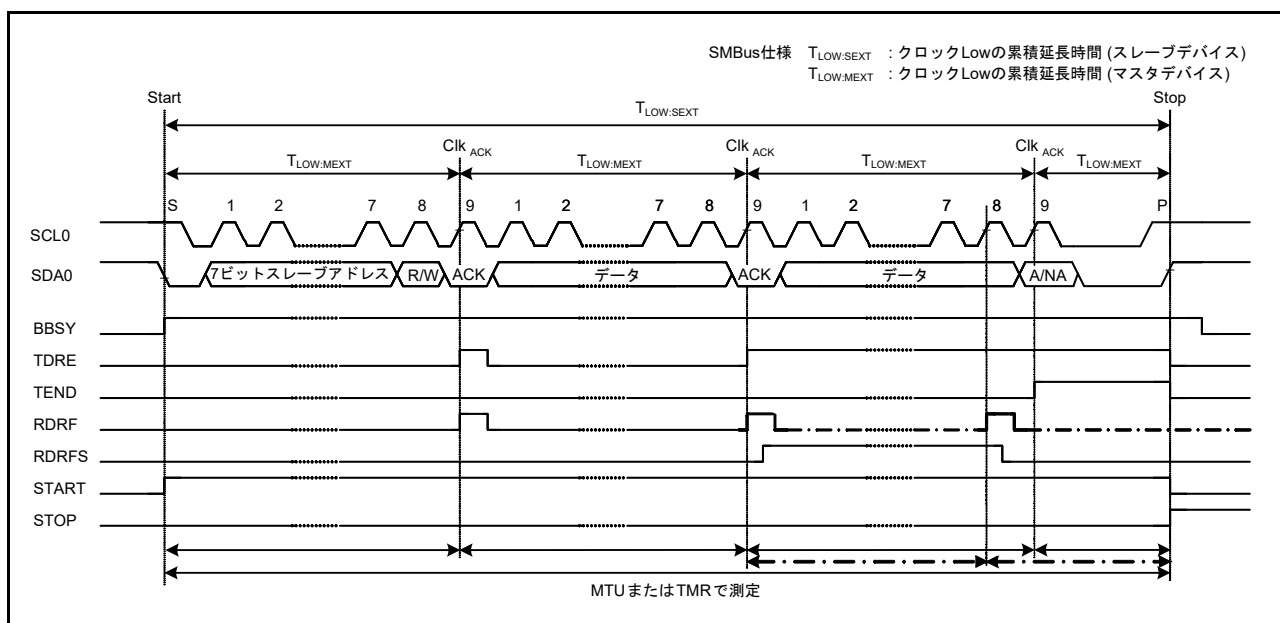 SMBus仕様 TLOW:SEXT : クロックLowの累積延長時間 (スレーブデバイス)
TLOW:MEXT : クロックLowの累積延長時間 (マスタデバイス)
Start Stop
TLOW:SEXT
Clk ACK Clk ACK Clk ACK
TLOW:MEXT TLOW:MEXT TLOW:MEXT TLOW:MEXT
S 1 2 7 8 9 1 2 7 8 9 1 2 7 8 9 P
SCL0
SDA0 7ビットスレーブアドレス R/W ACK データ ACK データ A/NA
BBSY
TDRE
TEND
RDRF
RDRFS
START
STOP
MTUまたはTMRで測定